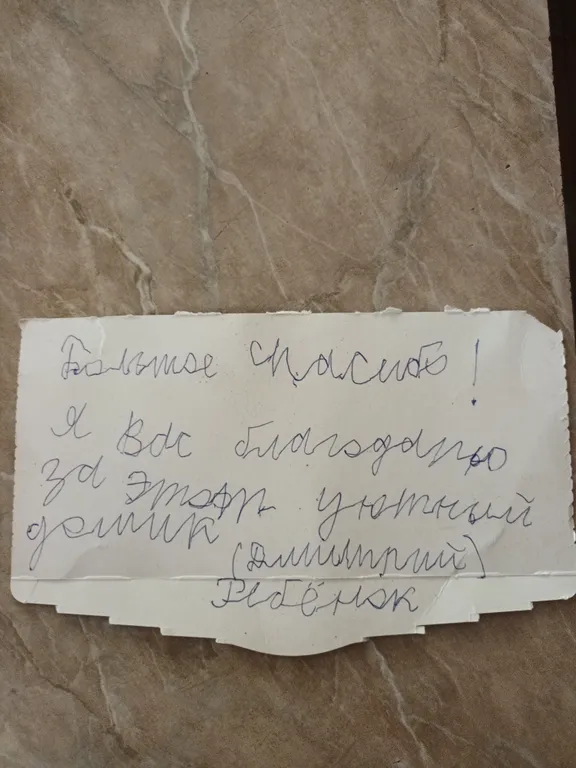 Большое спасибо!
Я Вас благодарю
за этот уютный
домик
(Дмитрий)
Ребёнок